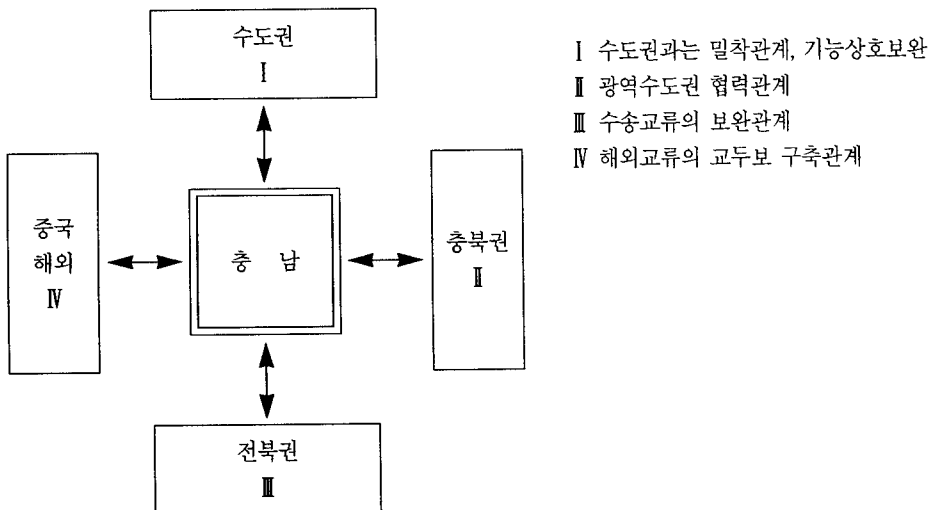 수도권
Ⅰ
Ⅰ 수도권과는 밀착관계, 기능상호보완
Ⅱ 광역수도권 협력관계
Ⅲ 수송교류의 보완관계
Ⅳ 해외교류의 교두보 구축관계
중국
해외
Ⅳ
충 남
충북권
Ⅱ
전북권
Ⅲ